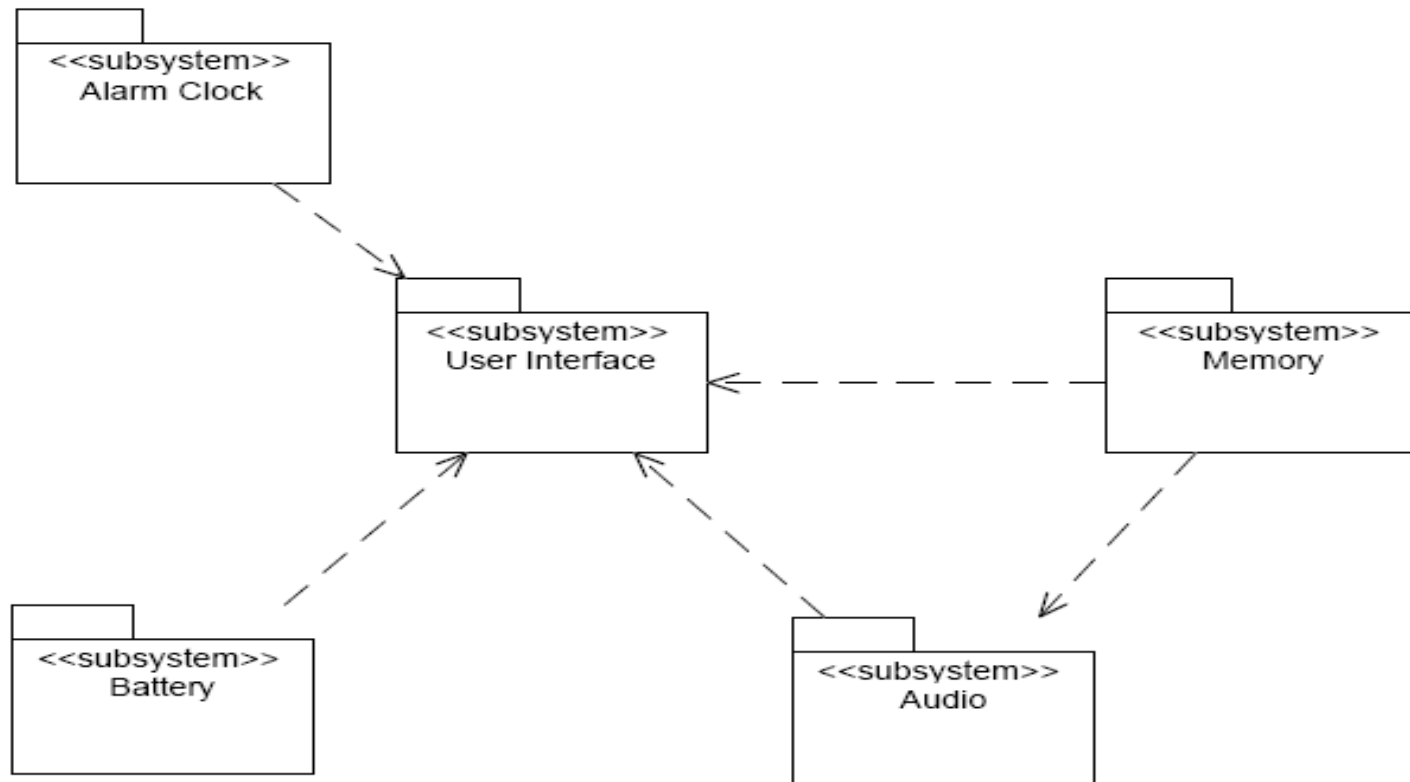 <<subsystem>>
Alarm Clock
<<subsystem>>
User Interface
<<subsystem>>
Memory
<<subsystem>>
Battery
<<subsystem>>
Audio